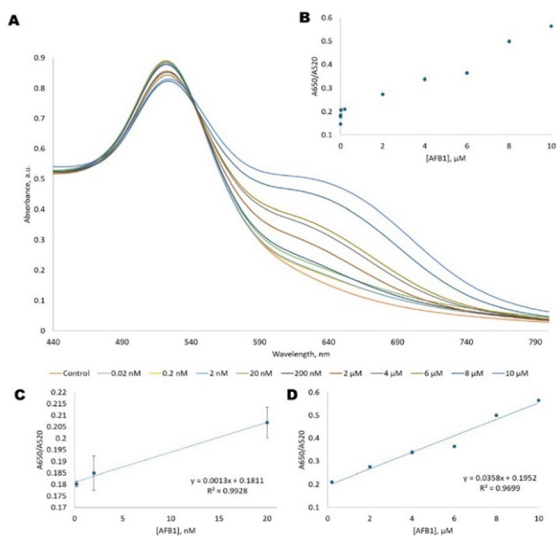 A
B
0.6
0.5
0.4
0.3
0.2
0.1
A650/A520
0 2 4 6 8 10
[AFB1], µM
0.9
0.8
0.7
0.6
0.5
0.4
0.3
0.2
0.1
0
Absorbance, a.u.
440 490 540 590 640 690 740 790
Wavelength, nm
Control 0.02 nM 0.2 nM 2 nM 20 nM 200 nM 2 µM 4 µM 6 µM 8 µM 10 µM
C
0.22
0.215
0.21
0.205
0.2
0.195
0.19
0.185
0.18
0.175
0.17
A650/A520
y = 0.0013x + 0.1811
R² = 0.9928
0 5 10 15 20
[AFB1], nM
D
0.6
0.5
0.4
0.3
0.2
0.1
A650/A520
y = 0.0358x + 0.1952
R² = 0.9699
0 2 4 6 8 10
[AFB1], µM